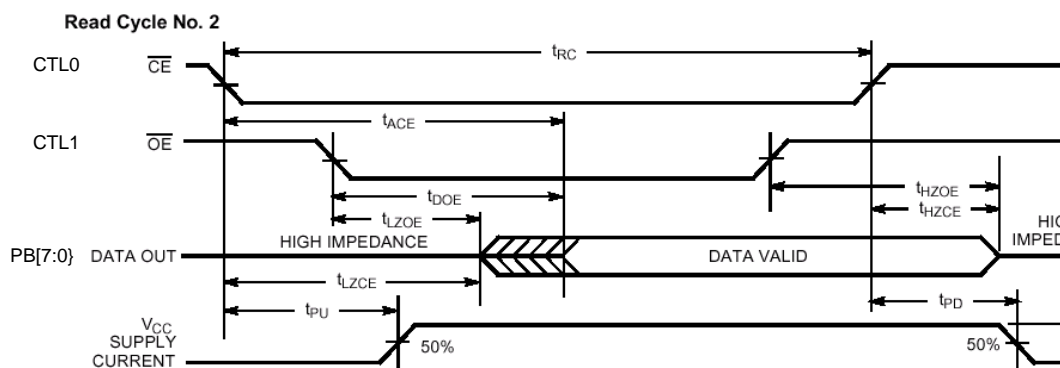 Read Cycle No. 2
tRC
CTL0 CE
tACE
CTL1 OE
tDOE
tHZOE
tLZOE
tHZCE
HIGH IMPEDANCE
PB[7:0} DATA OUT
DATA VALID
tLZCE
tPU
tPD
VCC
SUPPLY
CURRENT
50%
50%